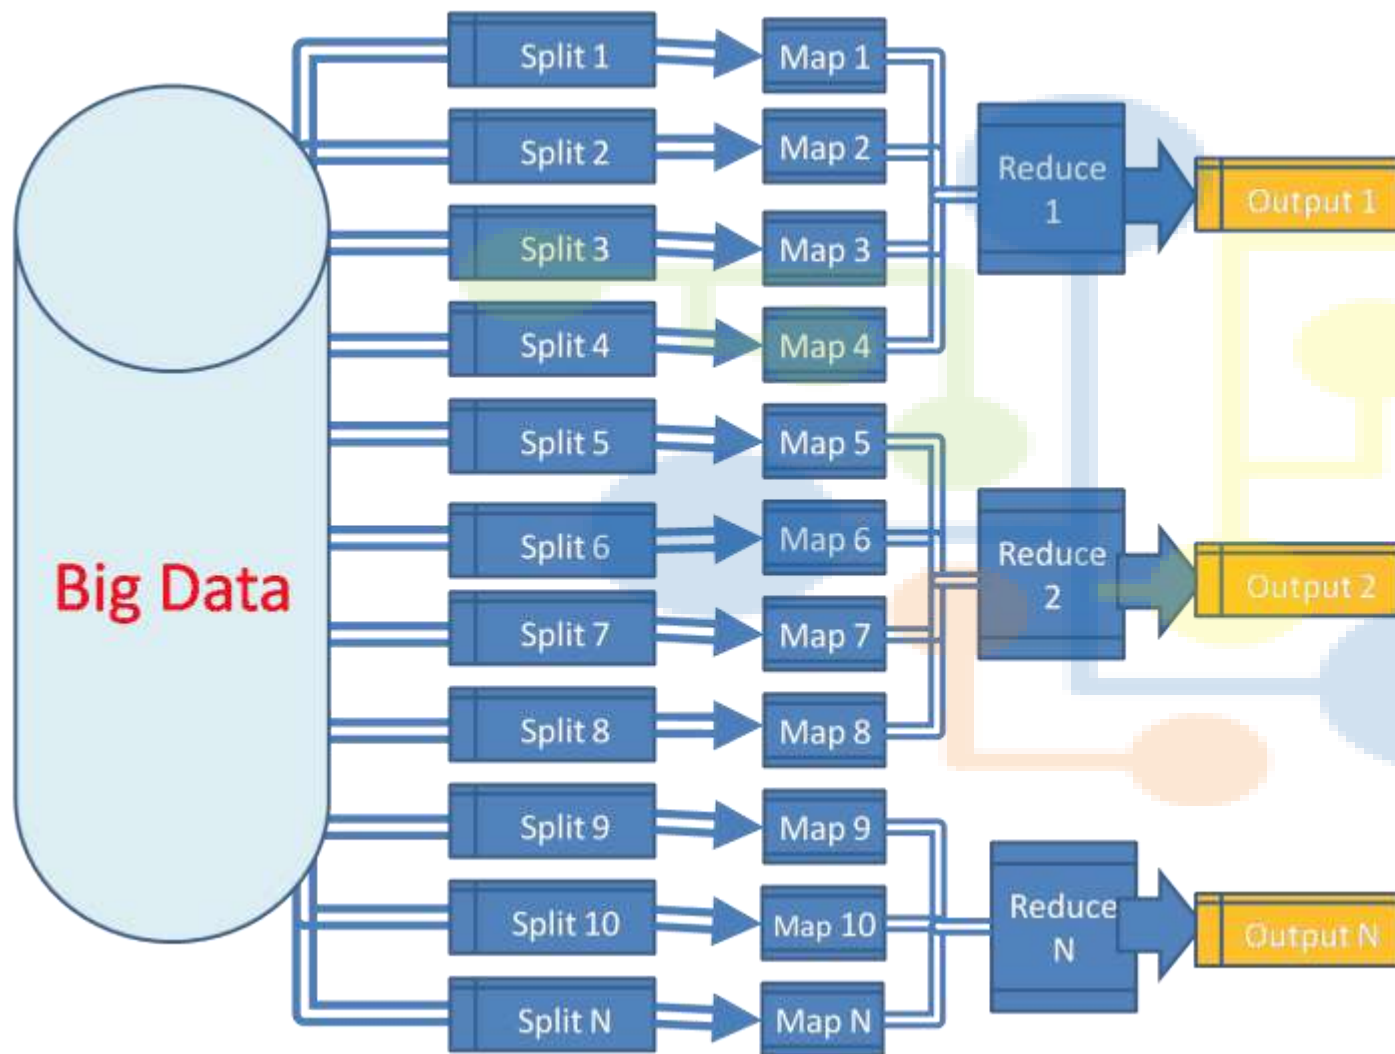 Big Data
Split 1
Split 2
Split 3
Split 4
Split 5
Split 6
Split 7
Split 8
Split 9
Split 10
Split N
Map 1
Map 2
Map 3
Map 4
Map 5
Map 6
Map 7
Map 8
Map 9
Map 10
Map N
Reduce
1
Reduce
2
Reduce
N
Output 1
Output 2
Output N